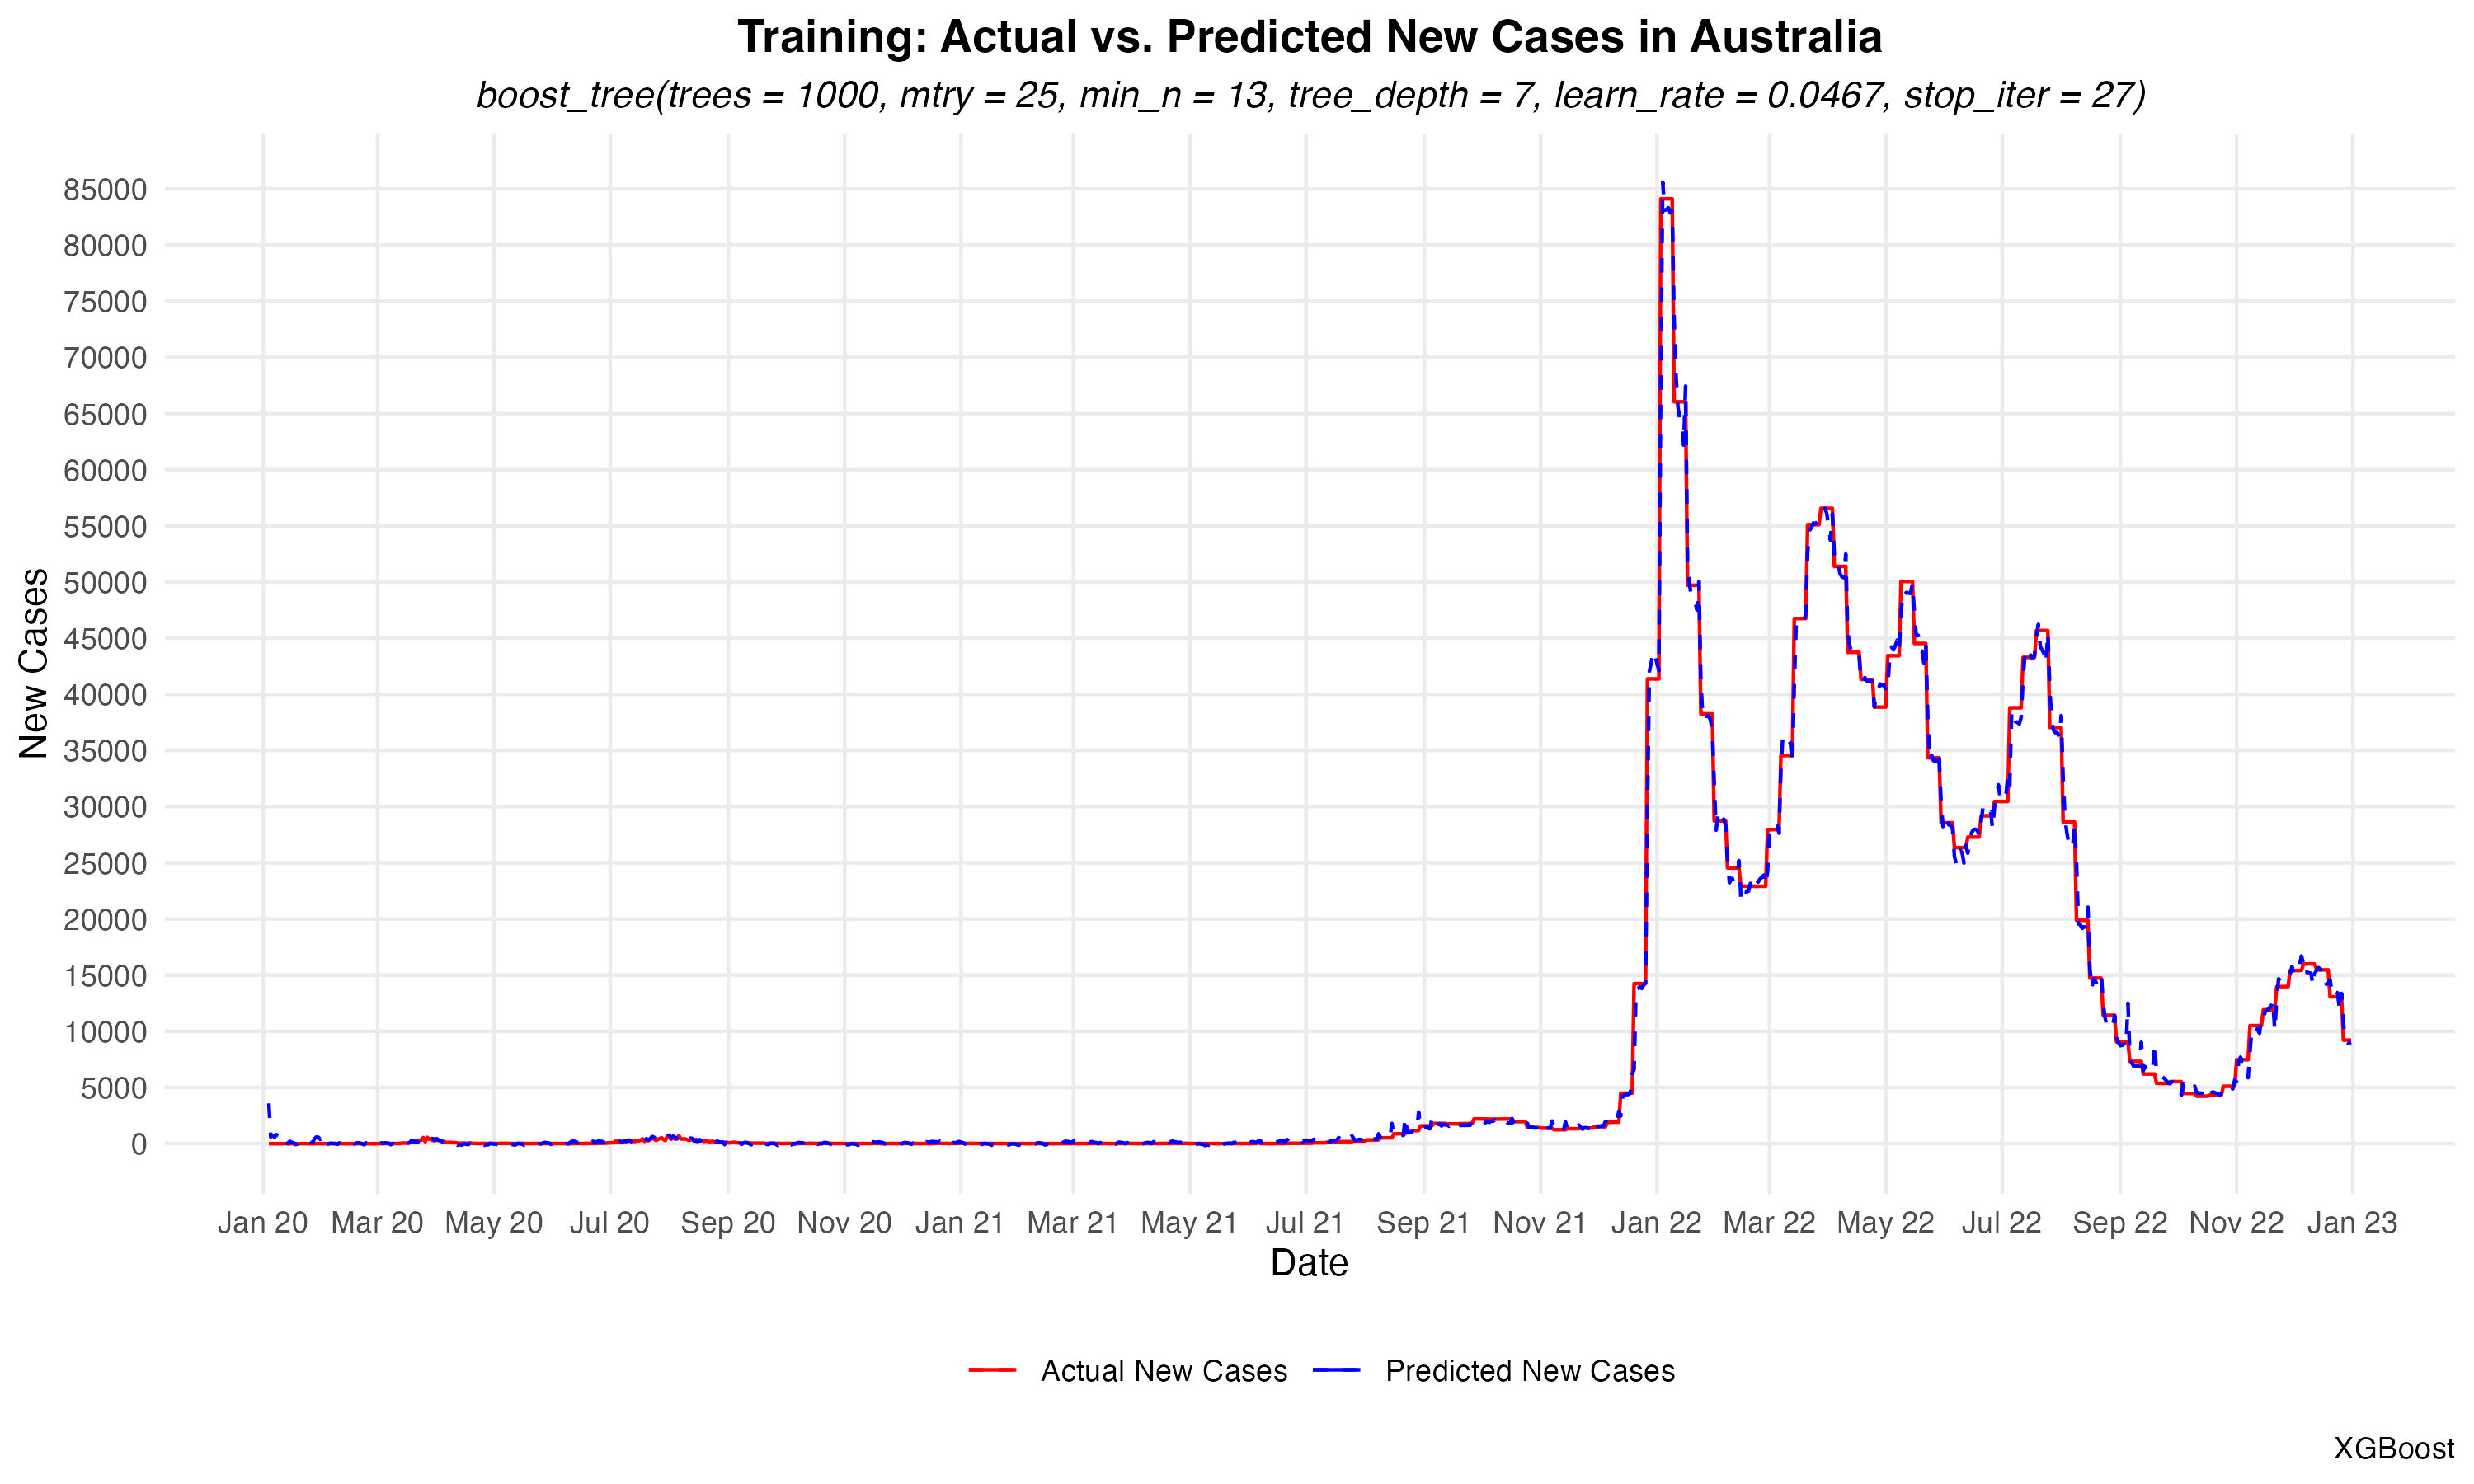 Training: Actual vs. Predicted New Cases in Australia
boost_tree(trees = 1000, mtry = 25, min_n = 13, tree_depth = 7, learn_rate = 0.0467, stop_iter = 27)
New Cases
85000
80000
75000
70000
65000
60000
55000
50000
45000
40000
35000
30000
25000
20000
15000
10000
5000
0
Jan 20 Mar 20 May 20 Jul 20 Sep 20 Nov 20 Jan 21 Mar 21 May 21 Jul 21 Sep 21 Nov 21 Jan 22 Mar 22 May 22 Jul 22 Sep 22 Nov 22 Jan 23
Date
Actual New Cases Predicted New Cases
XGBoost